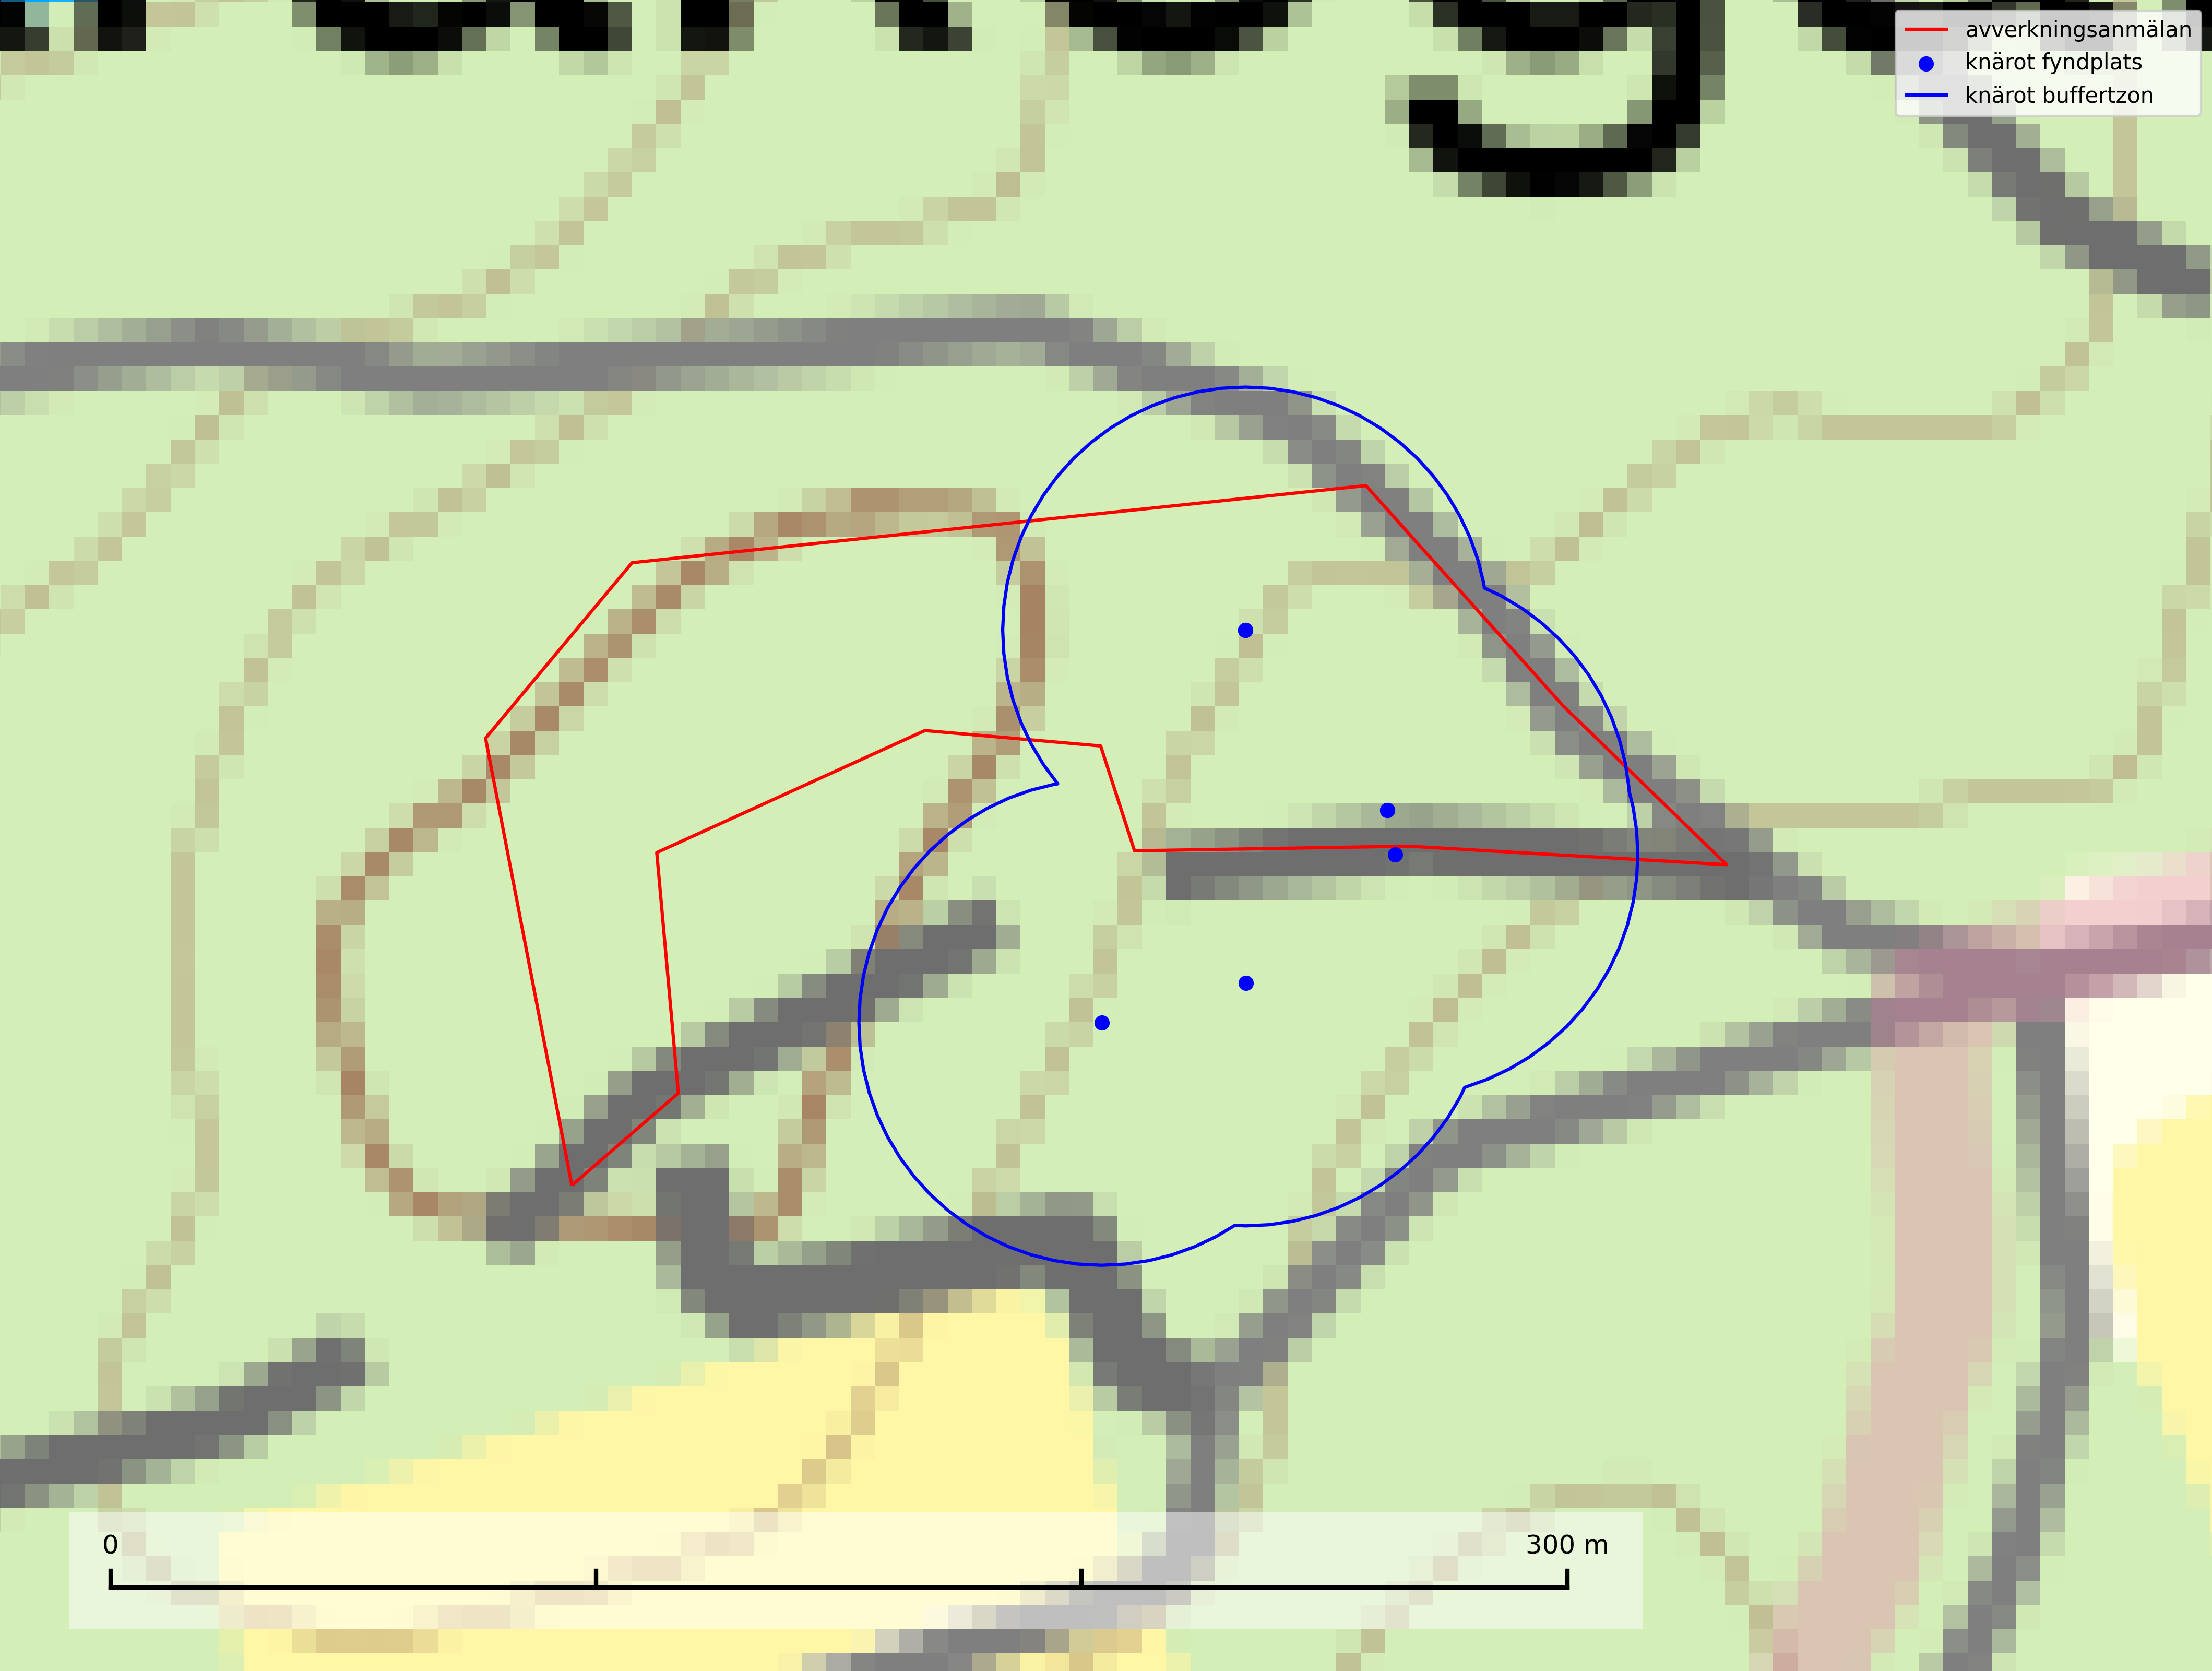 avverkningsanmälan
knärot fyndplats
knärot buffertzon
0 300 m